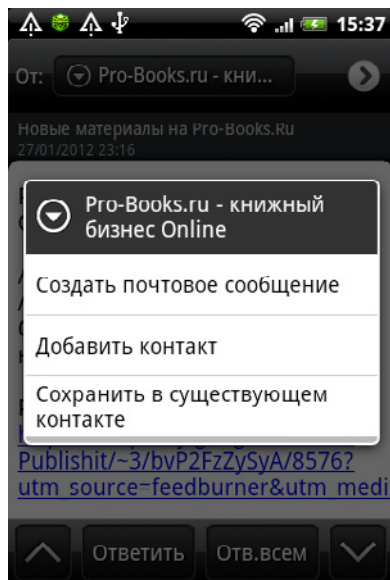 15:37
От: Pro-Books.ru - кни...
Новые материалы на Pro-Books.Ru
27/01/2012 23:16
Pro-Books.ru - книжный
бизнес Online
Создать почтовое сообщение
Добавить контакт
Сохранить в существующем
контакте
Publishit/~3/bvP2FzZySyA/8576?
utm_source=feedburner&utm_medi
Ответить
Отв.всем